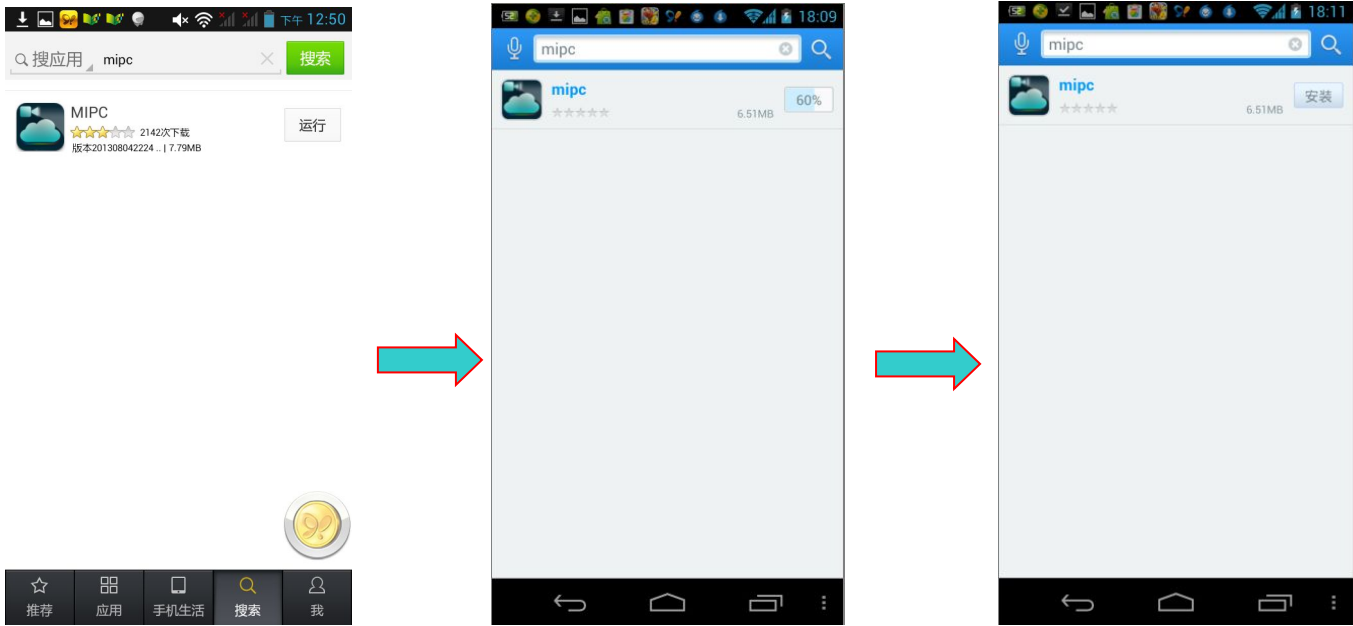 下午 12:50
搜应用 mipc 搜索
MIPC
2142次下载
运行
版本201308042224 .. | 7.79MB
推荐 应用 手机生活 搜索 我
18:09
mipc
mipc
60%
6.51MB
18:11
mipc
mipc
安装
6.51MB